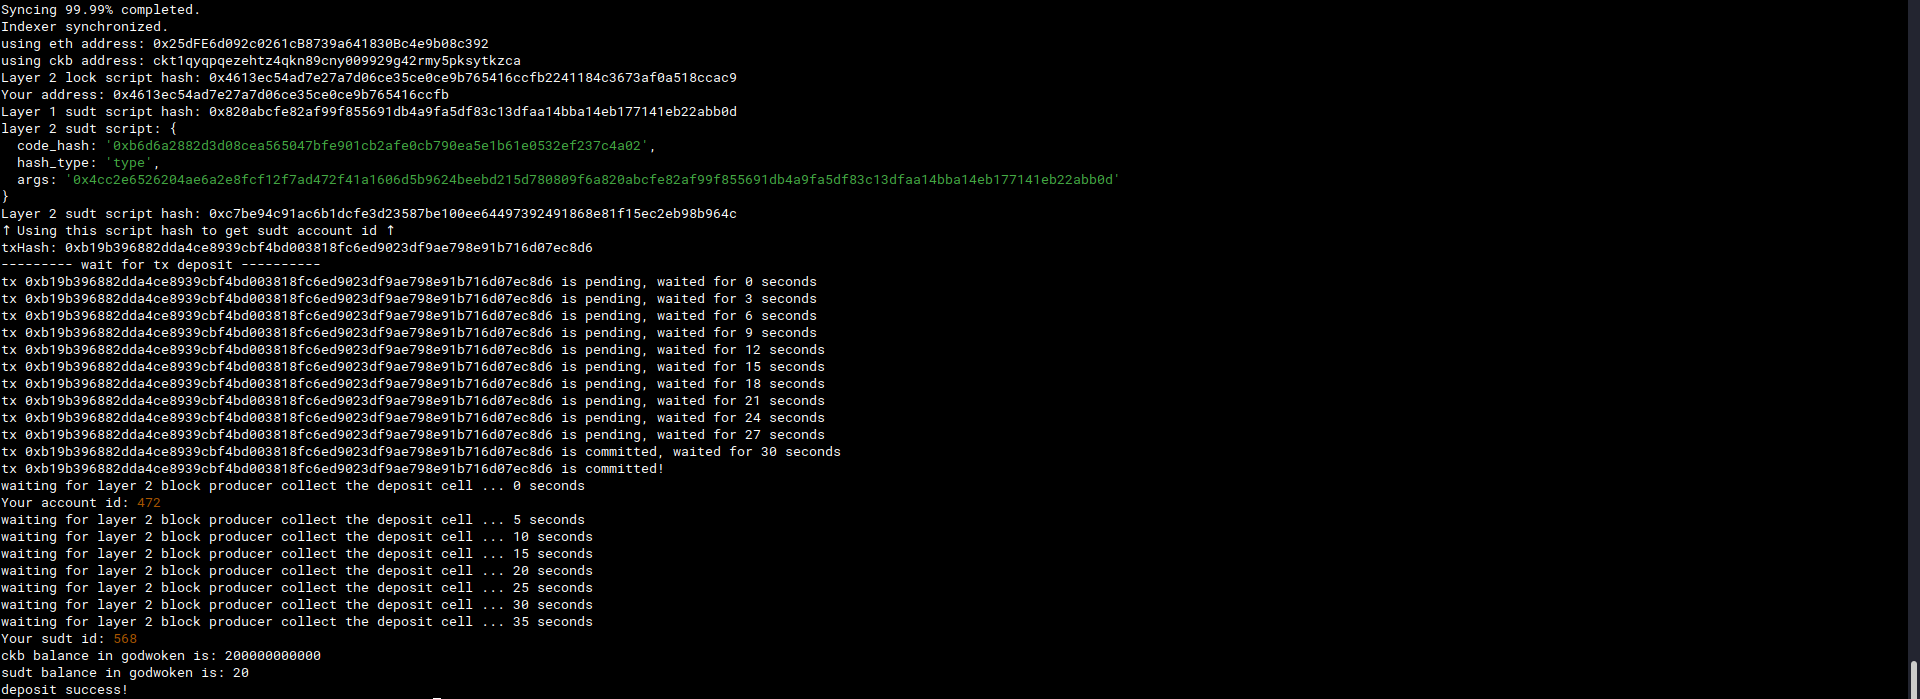 Syncing 99.99% completed.
Indexer synchronized.
using eth address: 0x25dFE6d092c0261cB8739a641830Bc4e9b08c392
using ckb address: ckt1qyqpqezehtz4qkn89cny009929g42rmy5pksytkzca
Layer 2 lock script hash: 0x4613ec54ad7e27a7d06ce35ce0ce9b765416ccfb2241184c3673af0a518ccac9
Your address: 0x4613ec54ad7e27a7d06ce35ce0ce9b765416ccfb
Layer 1 sudt script hash: 0x820abcfe82af99f855691db4a9fa5df83c13dfaa14bba14eb177141eb22abb0d
layer 2 sudt script: {
  code_hash: '0xb6d6a2882d3d08cea565047bfe901cb2afe0cb790ea5e1b61e0532ef237c4a02',
  hash_type: 'type',
  args: '0x4cc2e6526204ae6a2e8fcf12f7ad472f41a1606d5b9624beebd215d780809f6a820abcfe82af99f855691db4a9fa5df83c13dfaa14bba14eb177141eb22abb0d'
}
Layer 2 sudt script hash: 0xc7be94c91ac6b1dcfe3d23587be100ee64497392491868e81f15ec2eb98b964c
↑ Using this script hash to get sudt account id ↑
txHash: 0xb19b396882dda4ce8939cbf4bd003818fc6ed9023df9ae798e91b716d07ec8d6
--------- wait for tx deposit ----------
tx 0xb19b396882dda4ce8939cbf4bd003818fc6ed9023df9ae798e91b716d07ec8d6 is pending, waited for 0 seconds
tx 0xb19b396882dda4ce8939cbf4bd003818fc6ed9023df9ae798e91b716d07ec8d6 is pending, waited for 3 seconds
tx 0xb19b396882dda4ce8939cbf4bd003818fc6ed9023df9ae798e91b716d07ec8d6 is pending, waited for 6 seconds
tx 0xb19b396882dda4ce8939cbf4bd003818fc6ed9023df9ae798e91b716d07ec8d6 is pending, waited for 9 seconds
tx 0xb19b396882dda4ce8939cbf4bd003818fc6ed9023df9ae798e91b716d07ec8d6 is pending, waited for 12 seconds
tx 0xb19b396882dda4ce8939cbf4bd003818fc6ed9023df9ae798e91b716d07ec8d6 is pending, waited for 15 seconds
tx 0xb19b396882dda4ce8939cbf4bd003818fc6ed9023df9ae798e91b716d07ec8d6 is pending, waited for 18 seconds
tx 0xb19b396882dda4ce8939cbf4bd003818fc6ed9023df9ae798e91b716d07ec8d6 is pending, waited for 21 seconds
tx 0xb19b396882dda4ce8939cbf4bd003818fc6ed9023df9ae798e91b716d07ec8d6 is pending, waited for 24 seconds
tx 0xb19b396882dda4ce8939cbf4bd003818fc6ed9023df9ae798e91b716d07ec8d6 is pending, waited for 27 seconds
tx 0xb19b396882dda4ce8939cbf4bd003818fc6ed9023df9ae798e91b716d07ec8d6 is committed, waited for 30 seconds
tx 0xb19b396882dda4ce8939cbf4bd003818fc6ed9023df9ae798e91b716d07ec8d6 is committed!
waiting for layer 2 block producer collect the deposit cell ... 0 seconds
Your account id: 472
waiting for layer 2 block producer collect the deposit cell ... 5 seconds
waiting for layer 2 block producer collect the deposit cell ... 10 seconds
waiting for layer 2 block producer collect the deposit cell ... 15 seconds
waiting for layer 2 block producer collect the deposit cell ... 20 seconds
waiting for layer 2 block producer collect the deposit cell ... 25 seconds
waiting for layer 2 block producer collect the deposit cell ... 30 seconds
waiting for layer 2 block producer collect the deposit cell ... 35 seconds
Your sudt id: 568
ckb balance in godwoken is: 200000000000
sudt balance in godwoken is: 20
deposit success!